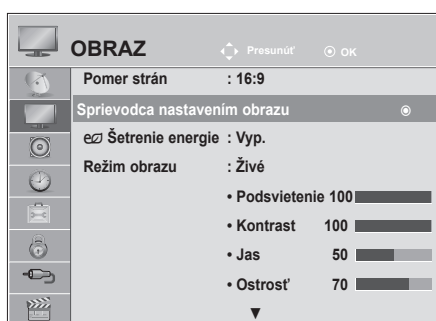 OBRAZ Presunúť OK
Pomer strán : 16:9
Sprievodca nastavením obrazu
Šetrenie energie : Vyp.
Režim obrazu : Živé
• Podsvietenie 100
• Kontrast 100
• Jas 50
• Ostrosť 70